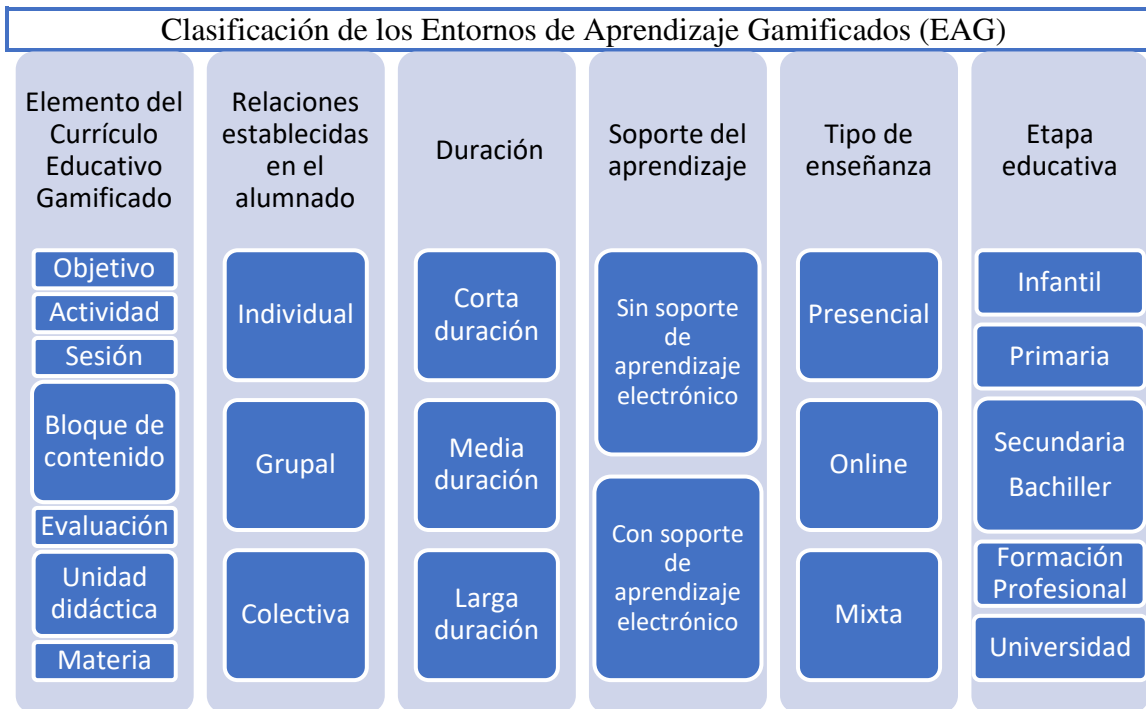 Clasificación de los Entornos de Aprendizaje Gamificados (EAG)
Elemento del
Currículo
Educativo
Gamificado
Objetivo
Actividad
Sesión
Bloque de
contenido
Evaluación
Unidad
didáctica
Materia
Relaciones
establecidas
en el
alumnado
Individual
Grupal
Colectiva
Duración
Corta
duración
Media
duración
Larga
duración
Soporte del
aprendizaje
Sin soporte
de
aprendizaje
electrónico
Con soporte
de
aprendizaje
electrónico
Tipo de
enseñanza
Presencial
Online
Mixta
Etapa
educativa
Infantil
Primaria
Secundaria
Bachiller
Formación
Profesional
Universidad